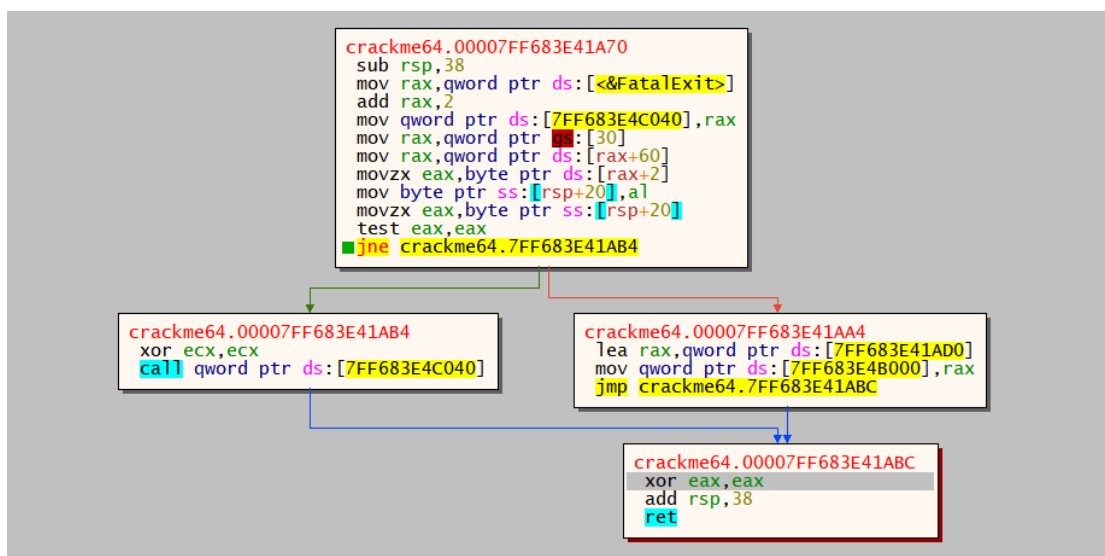 crackme64.00007FF683E41A70
sub rsp,38
mov rax,qword ptr ds:[<&FatalExit>]
add rax,2
mov qword ptr ds:[7FF683E4C040],rax
mov rax,qword ptr gs:[30]
mov rax,qword ptr ds:[rax+60]
movzx eax,byte ptr ds:[rax+2]
mov byte ptr ss:[rsp+20],al
movzx eax,byte ptr ss:[rsp+20]
test eax,eax
jne crackme64.7FF683E41AB4
crackme64.00007FF683E41AB4
xor ecx,ecx
call qword ptr ds:[7FF683E4C040]
crackme64.00007FF683E41AA4
lea rax,qword ptr ds:[7FF683E41AD0]
mov qword ptr ds:[7FF683E4B000],rax
jmp crackme64.7FF683E41ABC
crackme64.00007FF683E41ABC
xor eax,eax
add rsp,38
ret